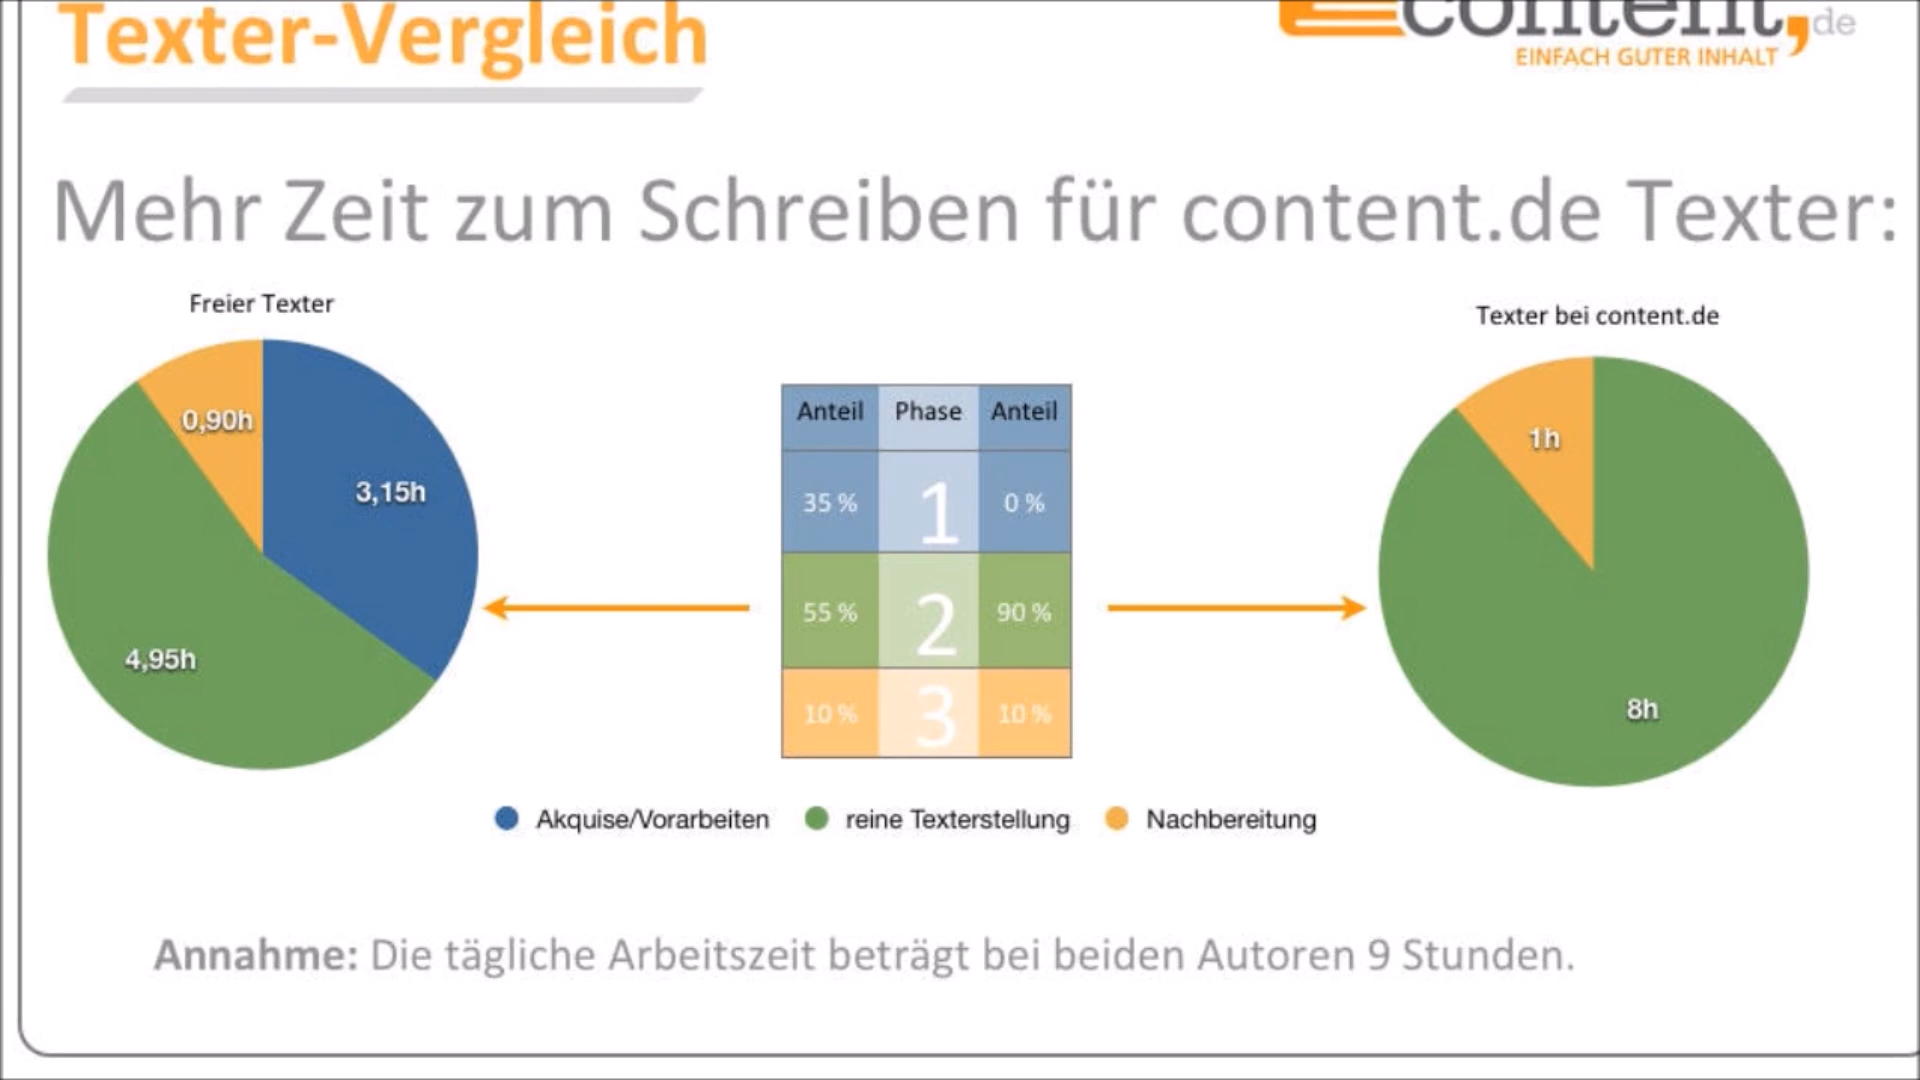 Texter-Vergleich
content,de
EINFACH GUTER INHALT
Mehr Zeit zum Schreiben für content.de Texter:
Freier Texter
Texter bei content.de
0,90h
3,15h
4,95h
Anteil Phase Anteil
35 % 1 0 %
55 % 2 90 %
10 % 3 10 %
1h
8h
Akquise/Vorarbeiten reine Texterstellung Nachbereitung
Annahme: Die tägliche Arbeitszeit beträgt bei beiden Autoren 9 Stunden.